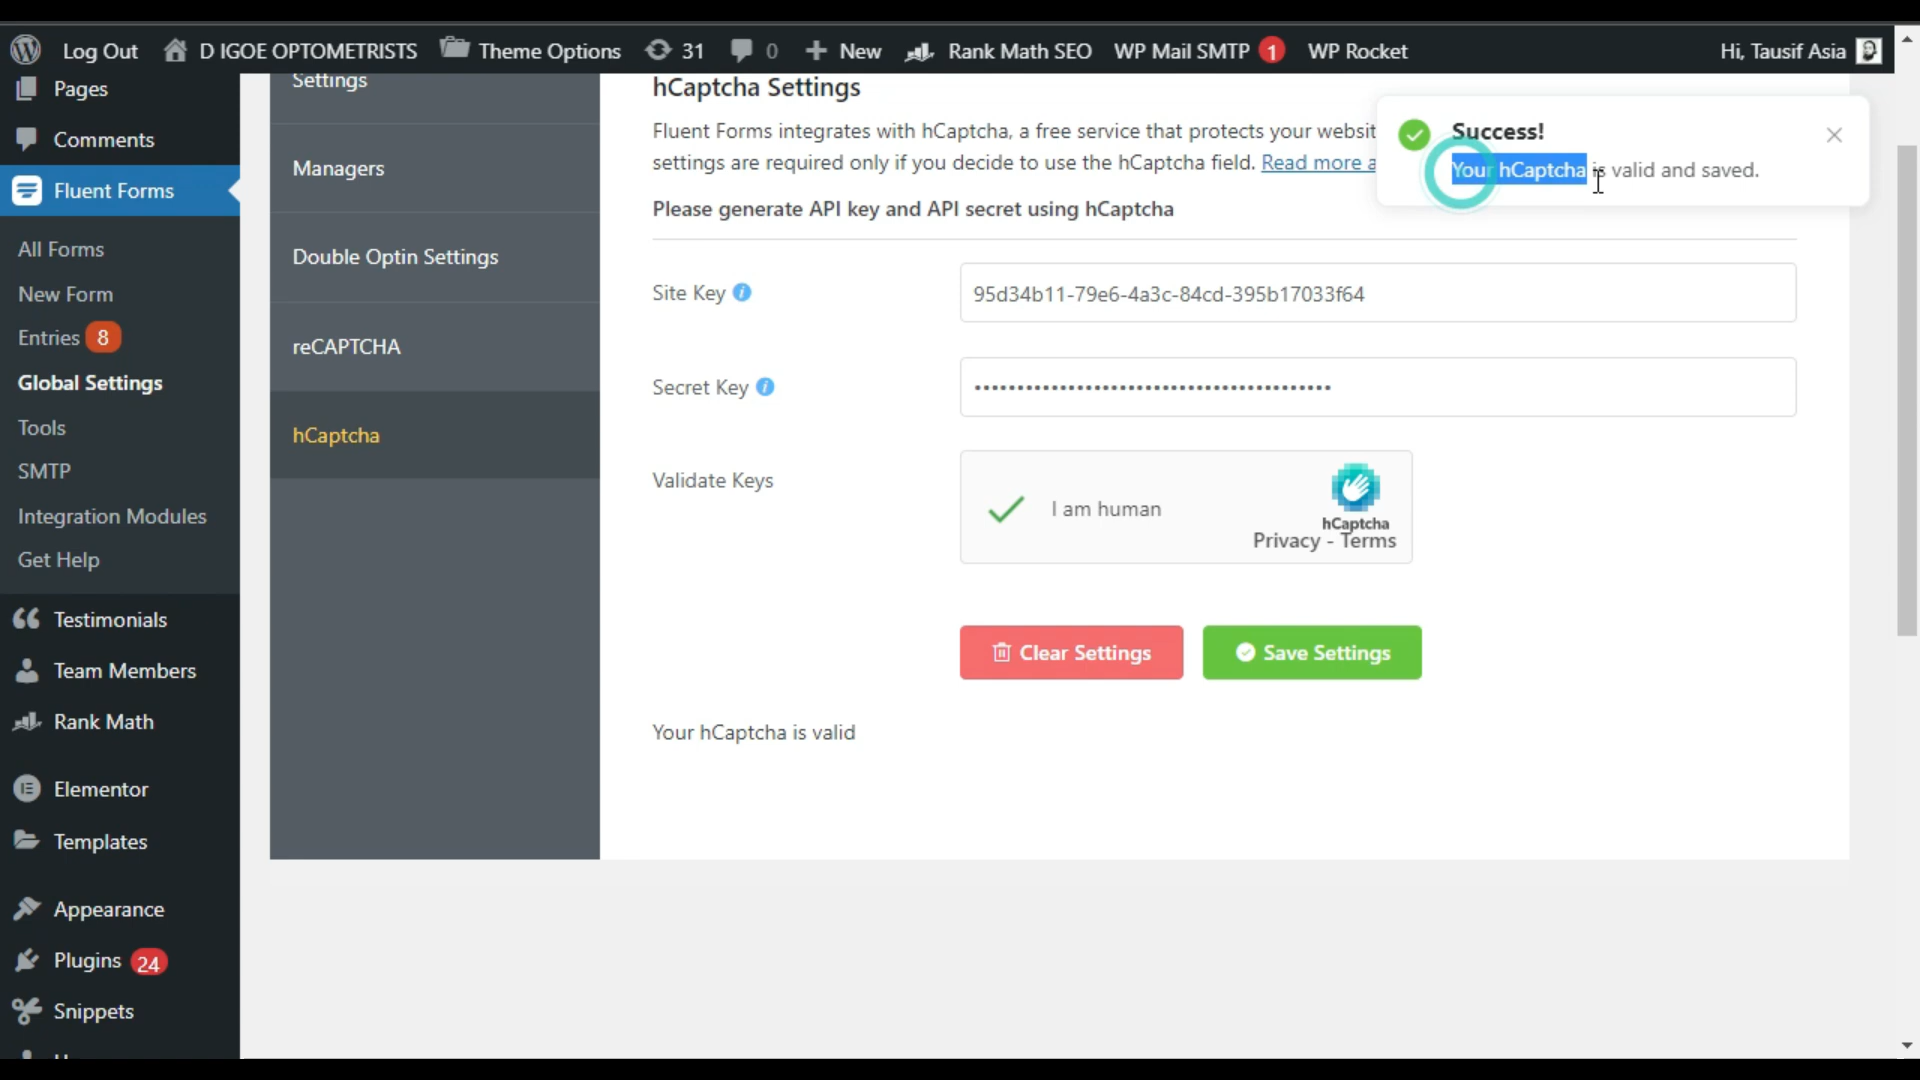 Log Out
D IGOE OPTOMETRISTS
Theme Options
31
0
New
Rank Math SEO
WP Mail SMTP 1
WP Rocket
Hi, Tausif Asia
Pages
Comments
Fluent Forms
All Forms
New Form
Entries 8
Global Settings
Tools
SMTP
Integration Modules
Get Help
Testimonials
Team Members
Rank Math
Elementor
Templates
Appearance
Plugins 24
Snippets
Settings
Managers
Double Optin Settings
reCAPTCHA
hCaptcha
hCaptcha Settings
Fluent Forms integrates with hCaptcha, a free service that protects your websit
settings are required only if you decide to use the hCaptcha field. Read more a
Please generate API key and API secret using hCaptcha
Success!
Your hCaptcha is valid and saved.
Site Key
95d34b11-79e6-4a3c-84cd-395b17033f64
Secret Key
••••••••••••••••••••••••••••••••••••••••••
Validate Keys
I am human
hCaptcha
Privacy - Terms
Clear Settings
Save Settings
Your hCaptcha is valid